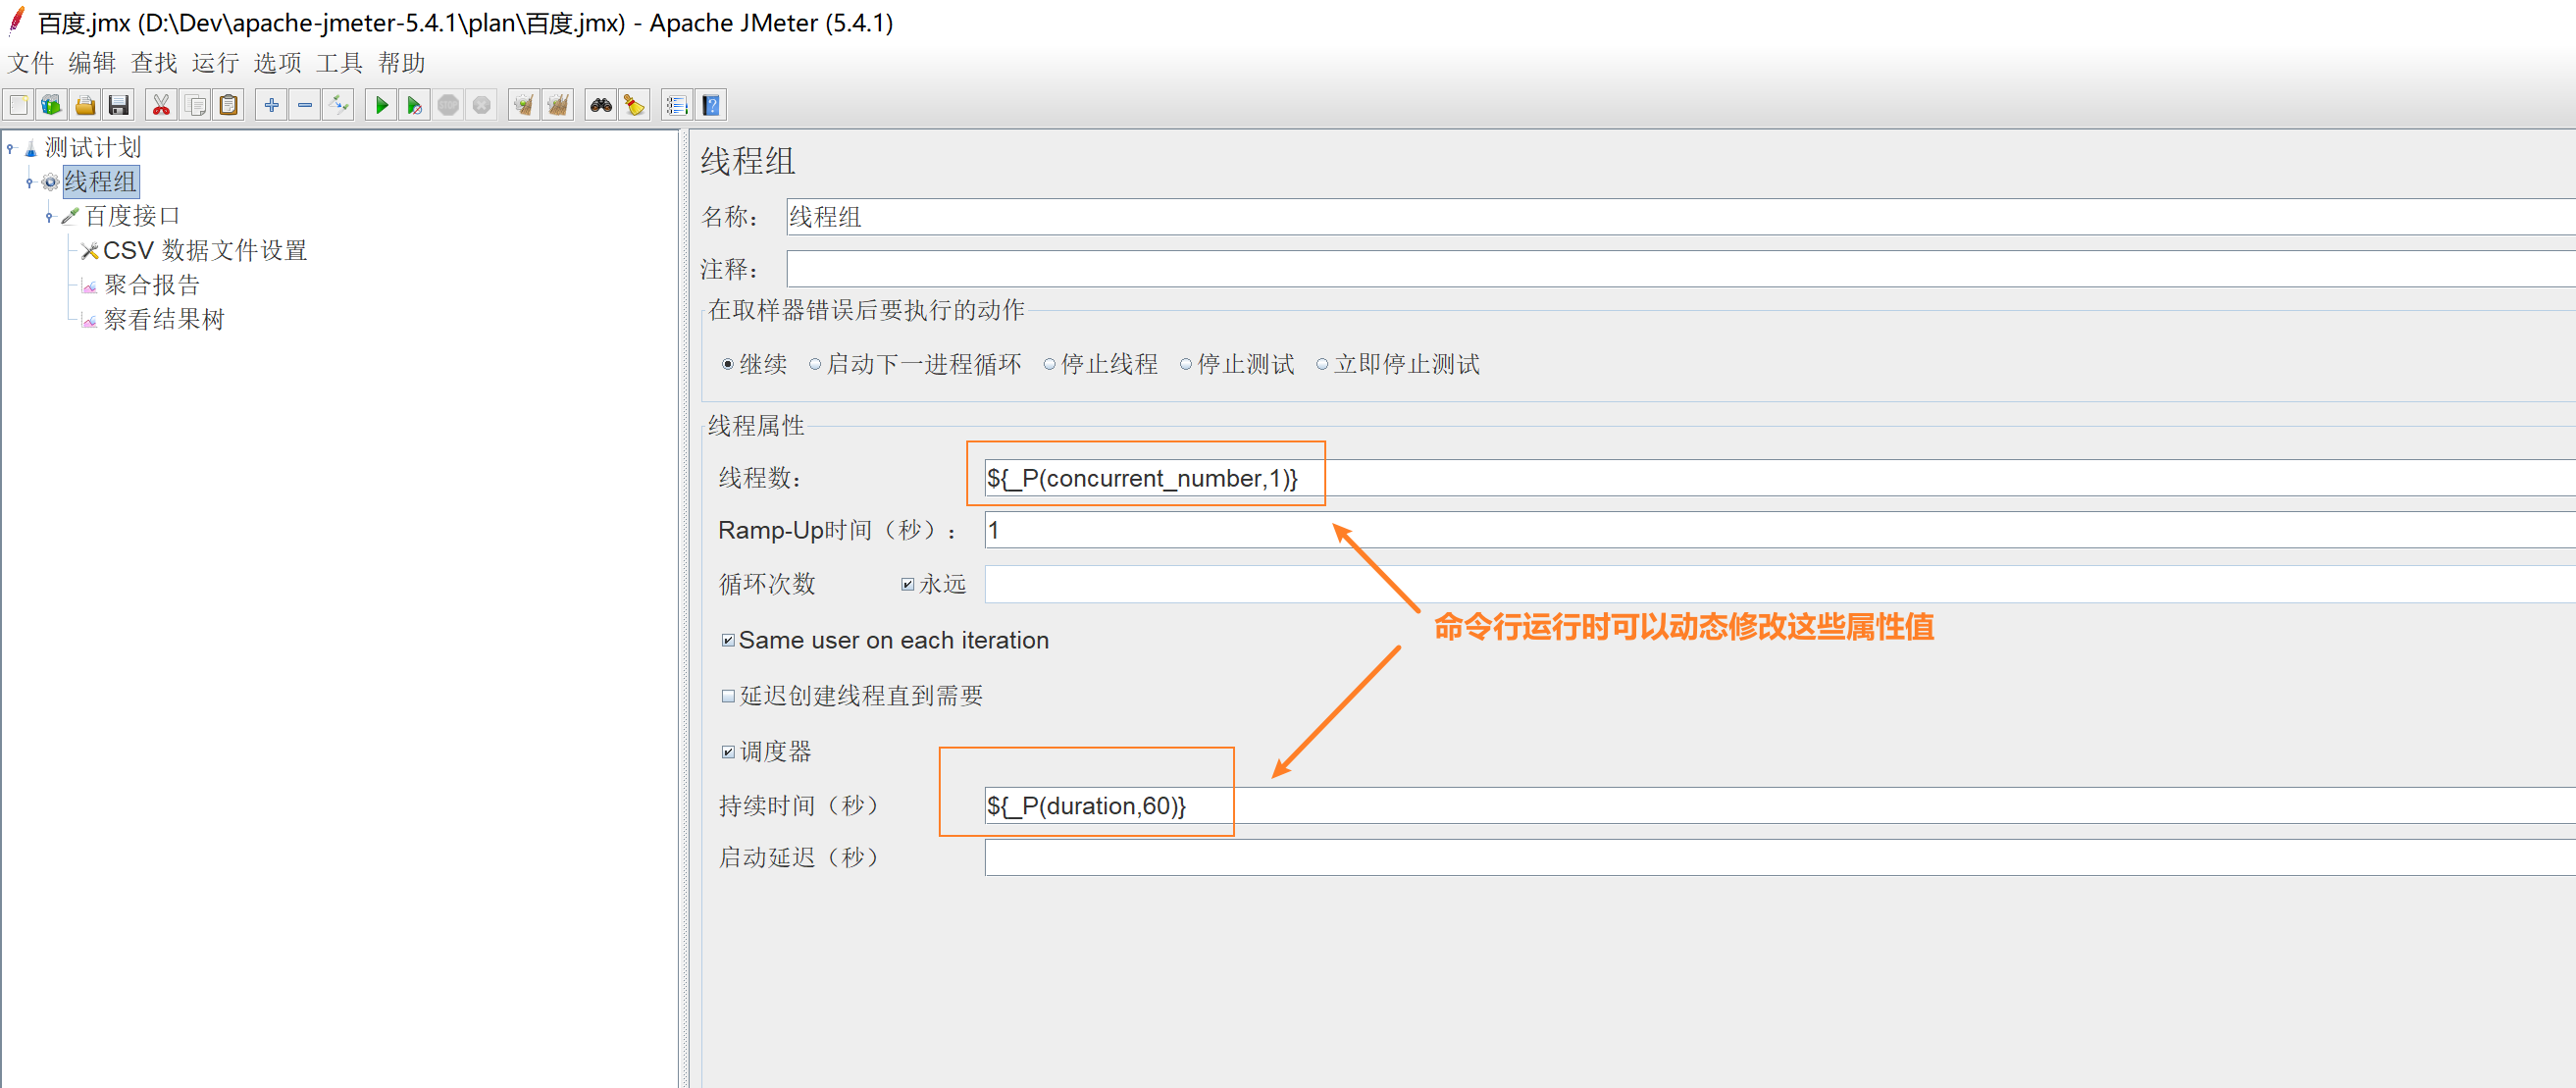 百度.jmx (D:\Dev\apache-jmeter-5.4.1\plan\百度.jmx) - Apache JMeter (5.4.1)
文件 编辑 查找 运行 选项 工具 帮助
测试计划
线程组
百度接口
CSV 数据文件设置
聚合报告
察看结果树
线程组
名称： 线程组
注释：
在取样器错误后要执行的动作
继续 启动下一进程循环 停止线程 停止测试 立即停止测试
线程属性
线程数： ${_P(concurrent_number,1)}
Ramp-Up时间（秒）： 1
循环次数 永远
命令行运行时可以动态修改这些属性值
Same user on each iteration
延迟创建线程直到需要
调度器
持续时间（秒） ${_P(duration,60)}
启动延迟（秒）